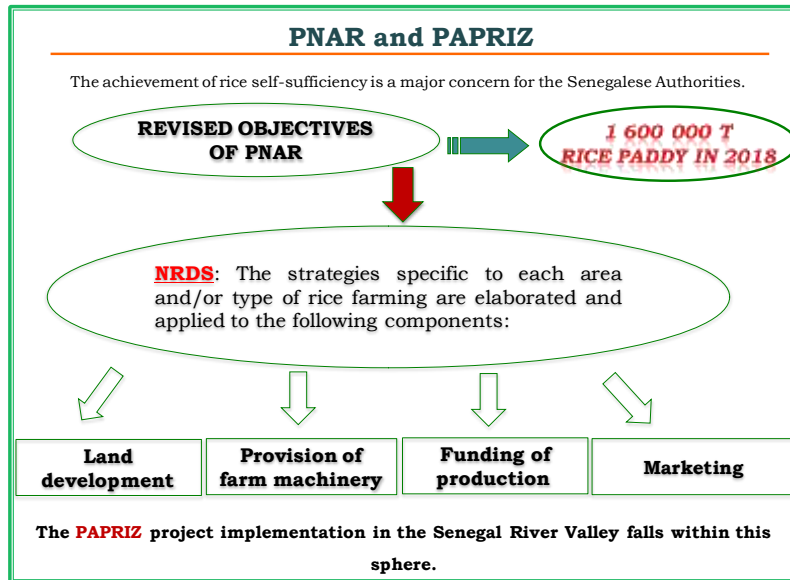 PNAR and PAPRIZ
The achievement of rice self-sufficiency is a major concern for the Senegalese Authorities.
REVISED OBJECTIVES
OF PNAR
1 600 000 T
RICE PADDY IN 2018
NRDS: The strategies specific to each area
and/or type of rice farming are elaborated and
applied to the following components:
Land
development
Provision of
farm machinery
Funding of
production
Marketing
The PAPRIZ project implementation in the Senegal River Valley falls within this
sphere.